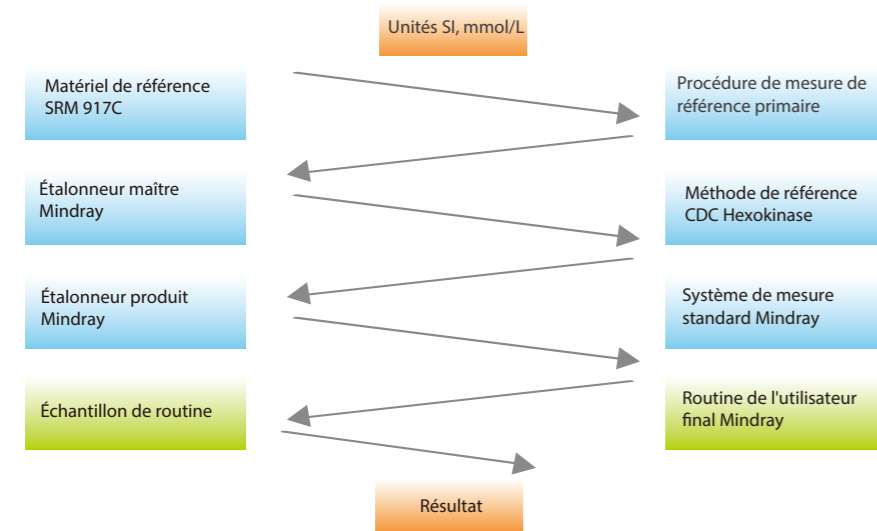 Unités SI, mmol/L
Matériel de référence
SRM 917C
Procédure de mesure de
référence primaire
Étalonneur maître
Mindray
Méthode de référence
CDC Hexokinase
Étalonneur produit
Mindray
Système de mesure
standard Mindray
Échantillon de routine
Routine de l'utilisateur
final Mindray
Résultat